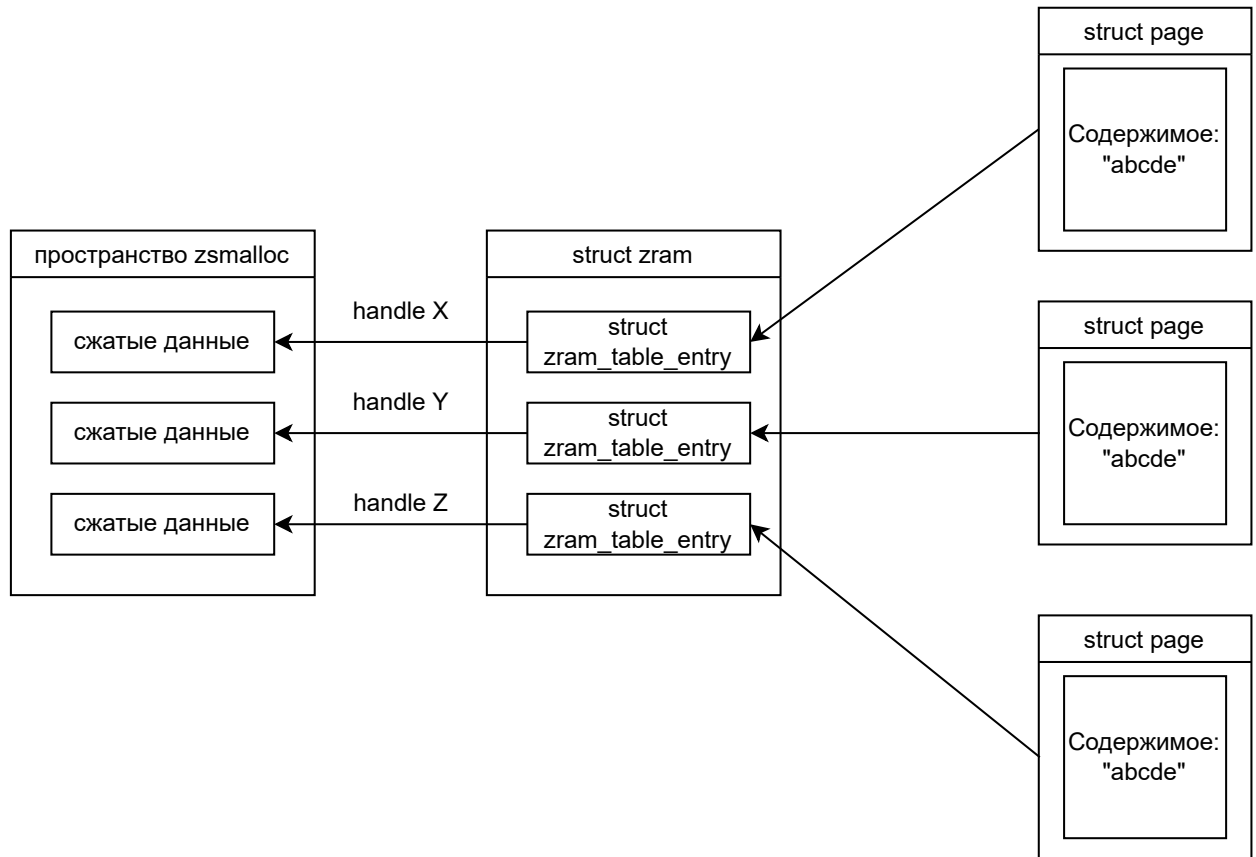 пространство zsmalloc
сжатые данные
сжатые данные
сжатые данные
handle X
handle Y
handle Z
struct zram
struct
zram_table_entry
struct
zram_table_entry
struct
zram_table_entry
struct page
Содержимое:
"abcde"
struct page
Содержимое:
"abcde"
struct page
Содержимое:
"abcde"